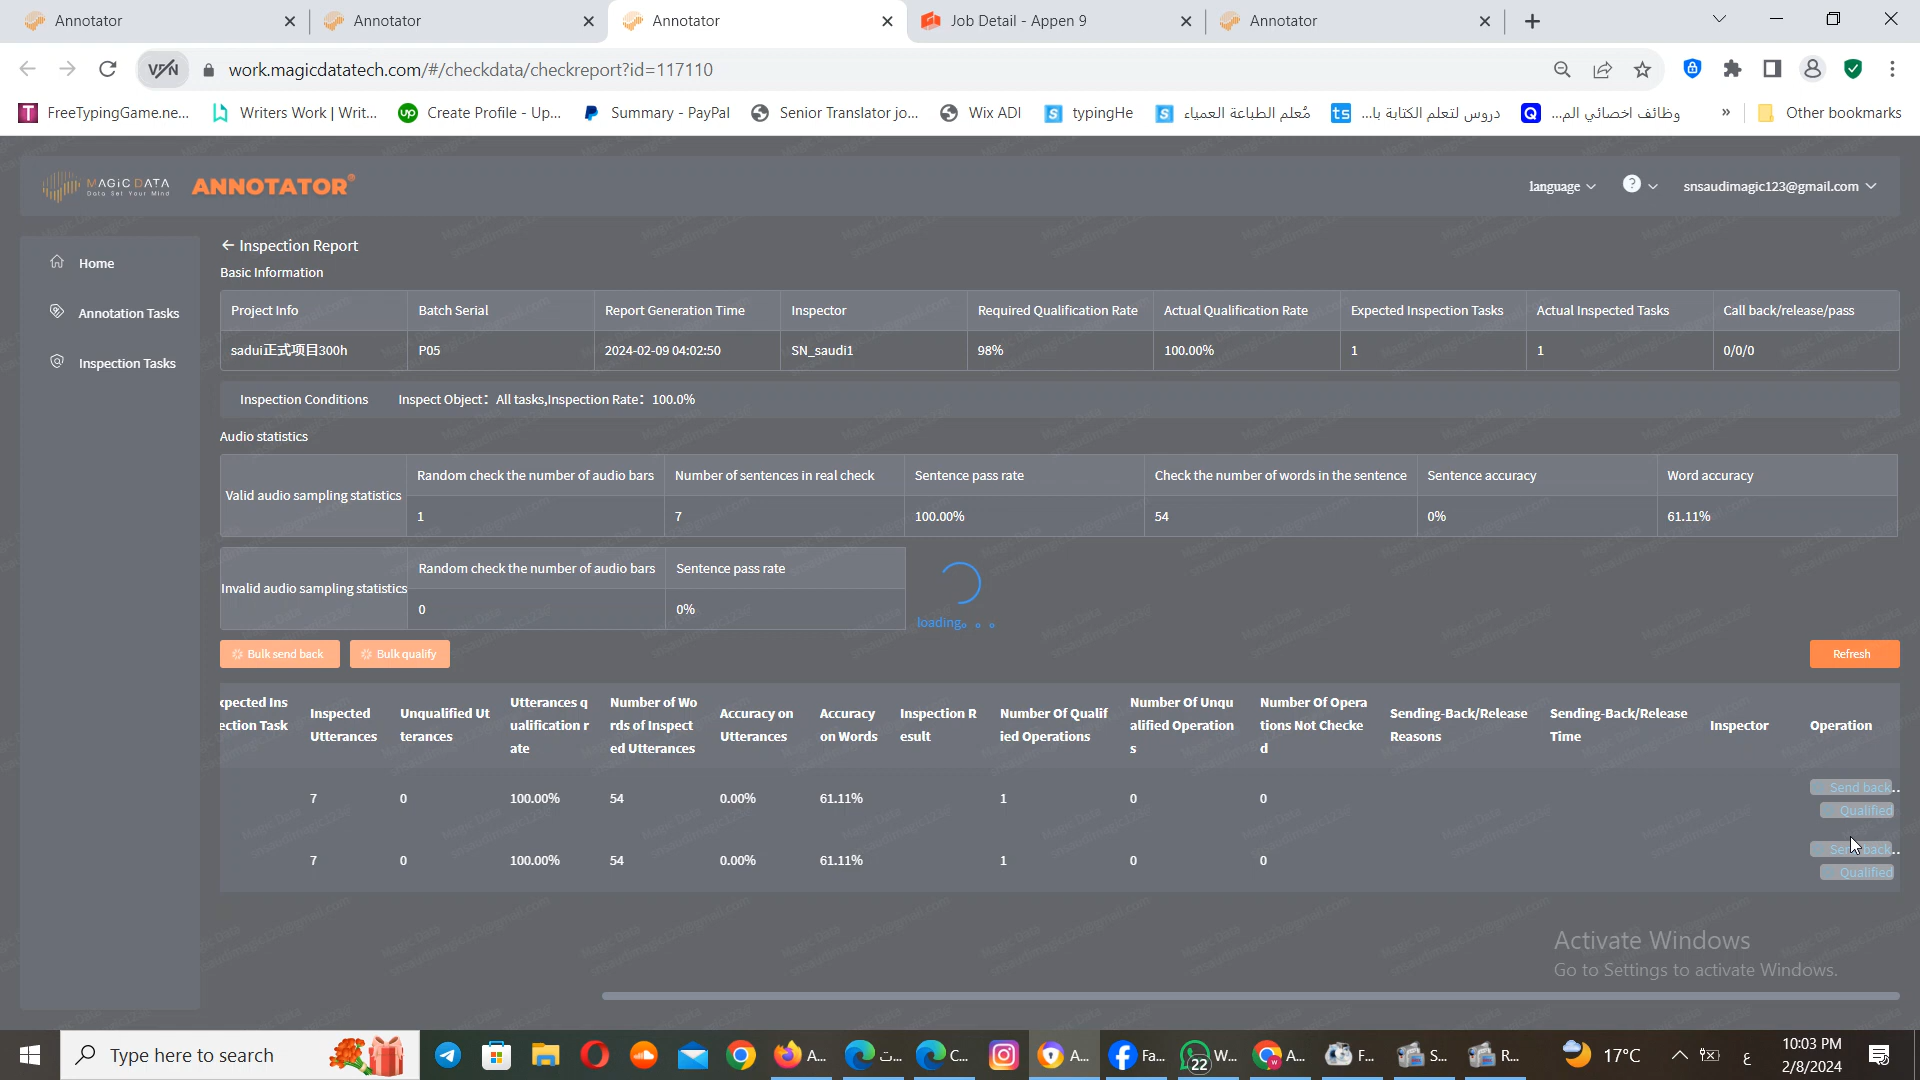 Annotator
Annotator
Annotator
Job Detail - Appen 9
Annotator
VPN
work.magicdatatech.com/#/checkdata/checkreport?id=117110
FreeTypingGame.ne...
Writers Work | Writ...
Create Profile - Up...
Summary - PayPal
Senior Translator jo...
Wix ADI
typingHe
مُعلم الطباعة العمياء
دروس لتعلم الكتابة با...
وظائف اخصائي الم...
»
Other bookmarks
MAGIC DATA
Data Set Your Mind
ANNOTATOR
language
snsaudimagic123@gmail.com
Home
Annotation Tasks
Inspection Tasks
← Inspection Report
Basic Information
Project Info Batch Serial Report Generation Time Inspector Required Qualification Rate Actual Qualification Rate Expected Inspection Tasks Actual Inspected Tasks Call back/release/pass
sadui正式项目300h P05 2024-02-09 04:02:50 SN_saudi1 98% 100.00% 1 1 0/0/0
Inspection Conditions Inspect Object：All tasks,Inspection Rate：100.0%
Audio statistics
Valid audio sampling statistics
Random check the number of audio bars Number of sentences in real check Sentence pass rate Check the number of words in the sentence Sentence accuracy Word accuracy
1 7 100.00% 54 0% 61.11%
Invalid audio sampling statistics
Random check the number of audio bars Sentence pass rate
0 0%
loading。。。
Bulk send back
Bulk qualify
Refresh
xpected Ins
ection Task
Inspected
Utterances
Unqualified Ut
terances
Utterances q
ualification r
ate
Number of Wo
rds of Inspect
ed Utterances
Accuracy on
Utterances
Accuracy
on Words
Inspection R
esult
Number Of Qualif
ied Operations
Number Of Unqu
alified Operation
s
Number Of Opera
tions Not Checke
d
Sending-Back/Release
Reasons
Sending-Back/Release
Time
Inspector
Operation
7 0 100.00% 54 0.00% 61.11% 1 0 0
Send back..
Qualified
7 0 100.00% 54 0.00% 61.11% 1 0 0
Send back..
Qualified
Activate Windows
Go to Settings to activate Windows.
Type here to search
A...
ت...
C...
A...
Fa...
22
W...
A...
F...
S...
R...
17°C
ع
10:03 PM
2/8/2024